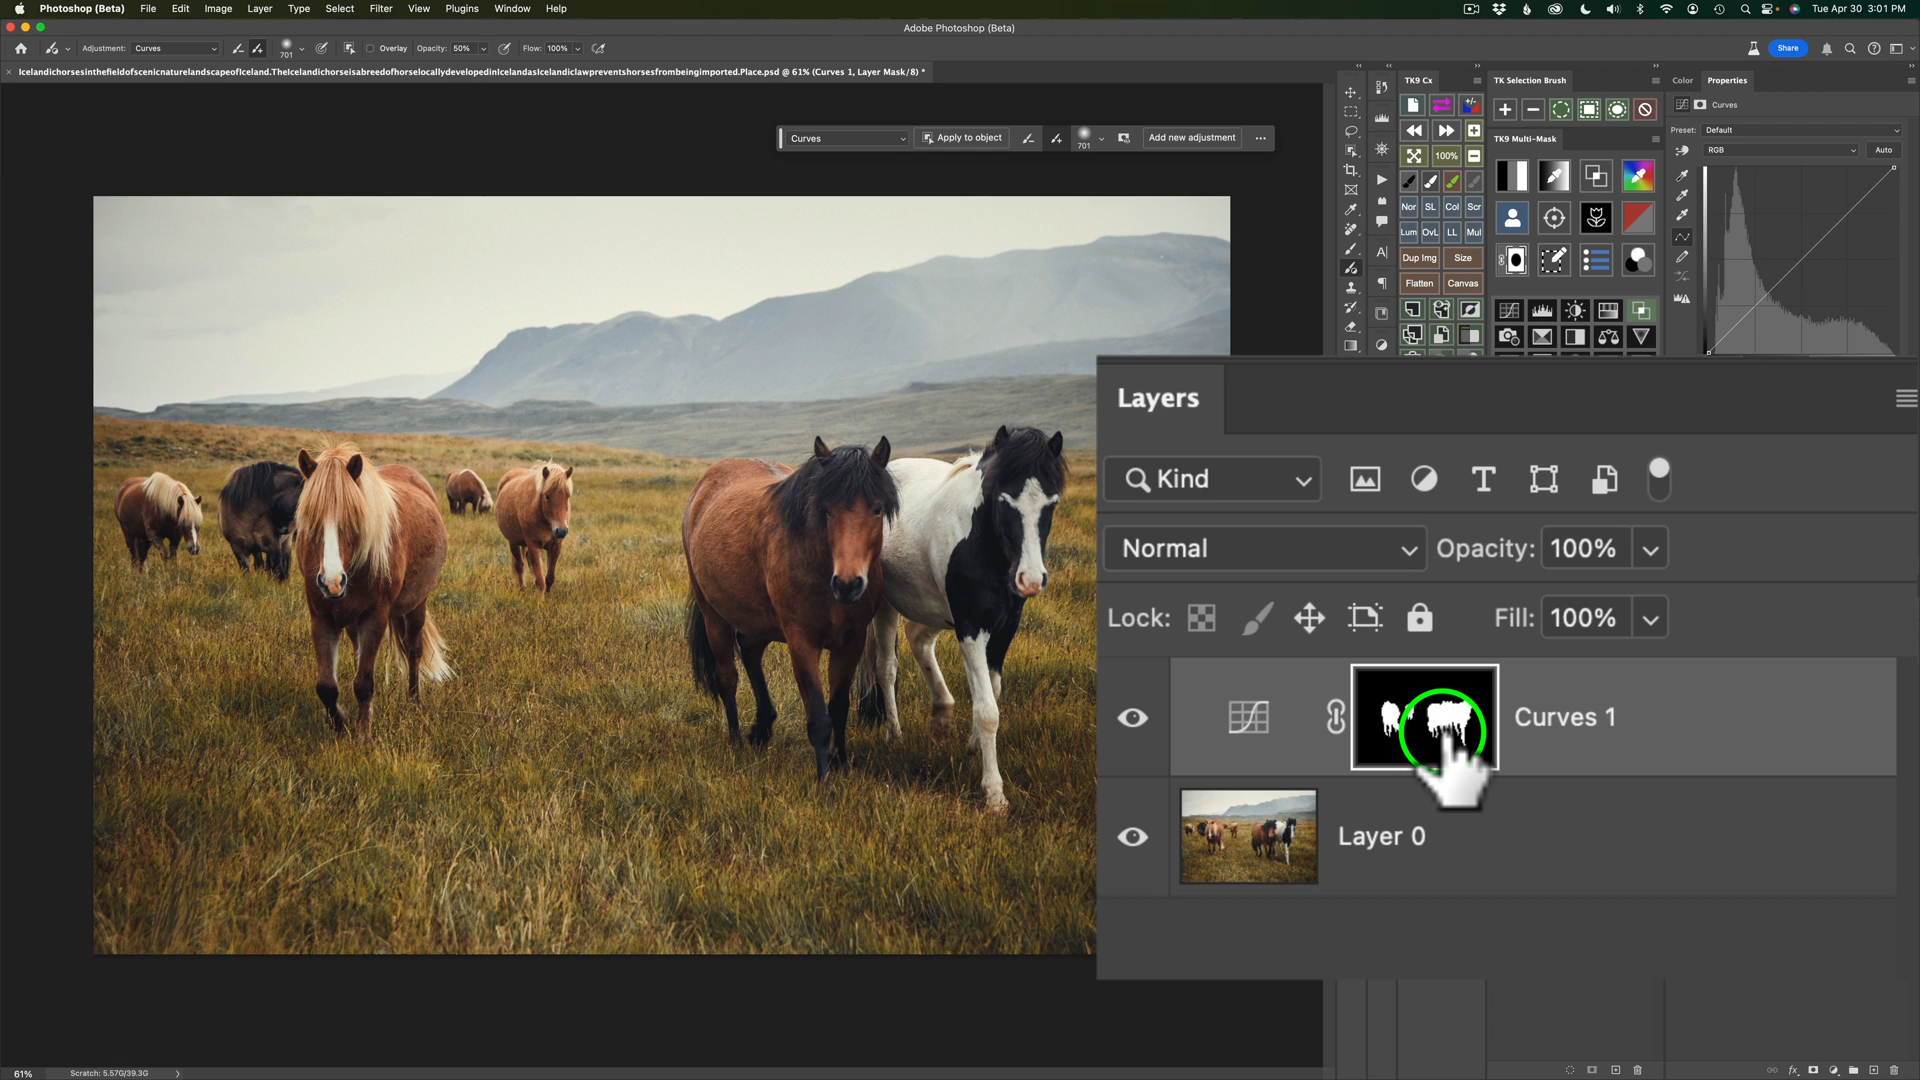 Photoshop (Beta) File Edit Image Layer Type Select Filter View Plugins Window Help
Tue Apr 30 3:01 PM
Adobe Photoshop (Beta)
Adjustment: Curves
701
Overlay
Opacity: 50%
Flow: 100%
Share
IcelandichorsesinthefieldofscenicnaturelandscapeofIceland.TheIcelandichorseisabreedofhorselocallydevelopedinIcelandasIcelandiclawpreventshorsesfrombeingimported.Place.psd @ 61% (Curves 1, Layer Mask/8) *
Curves
Apply to object
701
Add new adjustment
TK9 Cx
100%
Nor SL Col Scr
Lum OvL LL Mul
Dup Img Size
Flatten Canvas
TK Selection Brush
TK9 Multi-Mask
Color Properties
Curves
Preset: Default
RGB
Auto
Layers
Kind
Normal
Opacity: 100%
Lock:
Fill: 100%
Curves 1
Layer 0
61%
Scratch: 5.57G/39.3G
fx